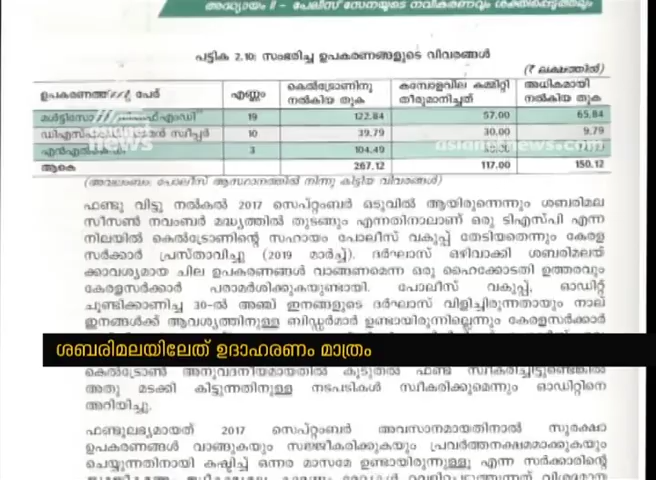 അദ്ധ്യായം II – പോലീസ് സേനയുടെ നവീകരണവും ശക്തിപ്പെടുത്തലും
പട്ടിക 2.10: സംഭരിച്ച ഉപകരണങ്ങളുടെ വിവരങ്ങൾ
(₹ ലക്ഷത്തിൽ)
ഉപകരണത്തിന്റെ പേര് എണ്ണം കെൽട്രോണിനു നൽകിയ തുക കമ്പോളവില കമ്മിറ്റി തീരുമാനിച്ചത് അധികമായി നൽകിയ തുക
19 122.84 57.00 65.84
സ്വീപ്പർ 10 39.79 30.00 9.79
3 104.49
ആകെ 267.12 117.00 150.12
(അവലംബം: പോലീസ് ആസ്ഥാനത്തിൽ നിന്നു കിട്ടിയ വിവരങ്ങൾ)
ഫണ്ടു വിട്ടു നൽകൽ 2017 സെപ്റ്റംബർ ഒടുവിൽ ആയിരുന്നെന്നും ശബരിമല
സീസൺ നവംബർ മദ്ധ്യത്തിൽ തുടങ്ങും എന്നതിനാലാണ് ഒരു ടിഎസ്പി എന്ന
നിലയിൽ കെൽട്രോണിന്റെ സഹായം പോലീസ് വകുപ്പ് തേടിയതെന്നും കേരള
സർക്കാർ പ്രസ്താവിച്ചു (2019 മാർച്ച്). ദർഘാസ് ഒഴിവാക്കി ശബരിമലയ്
ക്കാവശ്യമായ ചില ഉപകരണങ്ങൾ വാങ്ങണമെന്ന ഒരു ഹൈക്കോടതി ഉത്തരവും
കേരളസർക്കാർ പരാമർശിക്കുകയുണ്ടായി. പോലീസ് വകുപ്പ്, ഓഡിറ്റ്
ചൂണ്ടിക്കാണിച്ച 30-ൽ അഞ്ച് ഇനങ്ങളുടെ ദർഘാസ് വിളിച്ചിരുന്നതായും നാല്
ഇനങ്ങൾക്ക് ആവശ്യത്തിനുള്ള ബിഡ്ഡർമാർ ഉണ്ടായിരുന്നില്ലെന്നും കേരളസർക്കാർ
ശബരിമലയിലേത് ഉദാഹരണം മാത്രം
കെൽട്രോൺ അനുവദനീയമായതിൽ കൂടുതൽ ഫണ്ട് സ്വീകരിച്ചിട്ടുണ്ടെങ്കിൽ
അതു മടക്കി കിട്ടുന്നതിനുള്ള നടപടികൾ സ്വീകരിക്കുമെന്നും ഓഡിറ്റിനെ
അറിയിച്ചു.
ഫണ്ടുലഭ്യമായത് 2017 സെപ്റ്റംബർ അവസാനമായതിനാൽ സുരക്ഷാ
ഉപകരണങ്ങൾ വാങ്ങുകയും സജ്ജീകരിക്കുകയും പ്രവർത്തനക്ഷമമാക്കുകയും
ചെയ്യുന്നതിനായി കഷ്ടിച്ച് ഒന്നര മാസമേ ഉണ്ടായിരുന്നുള്ളൂ എന്ന സർക്കാരിന്റെ